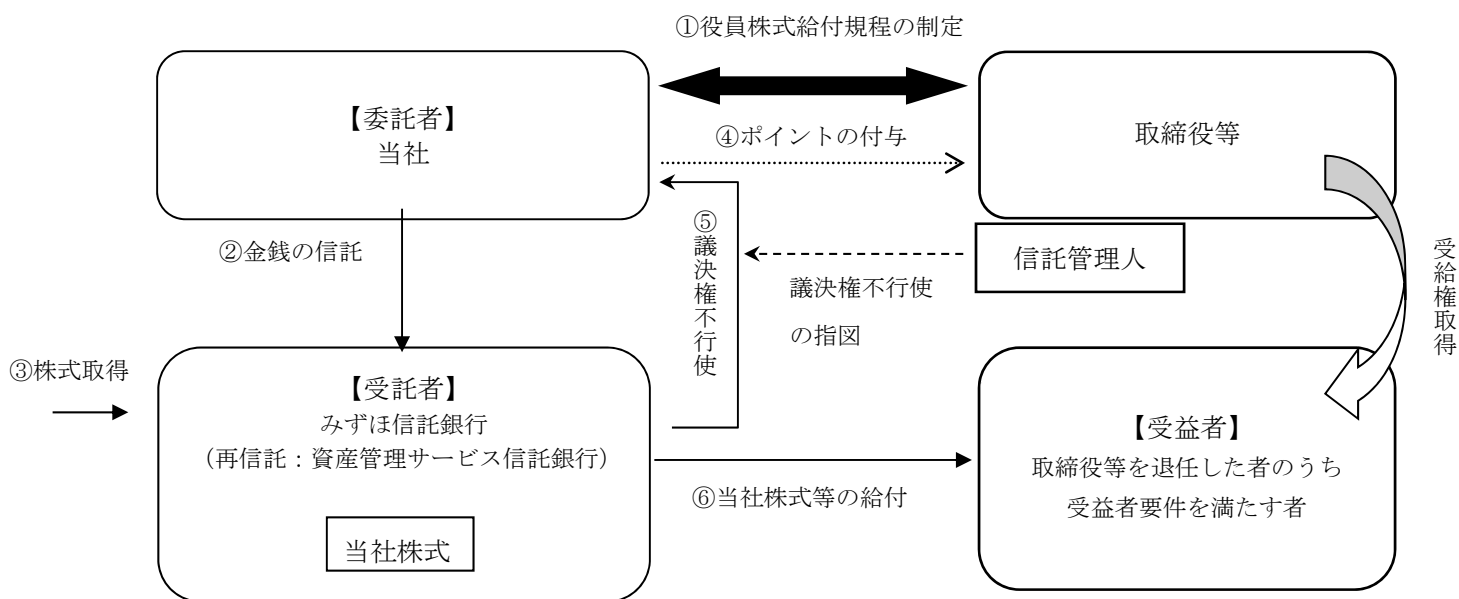 ①役員株式給付規程の制定
【委託者】
当社
④ポイントの付与
取締役等
②金銭の信託
⑤議決権不行使
信託管理人
議決権不行使
の指図
受給権取得
③株式取得
【受託者】
みずほ信託銀行
（再信託：資産管理サービス信託銀行）
当社株式
⑥当社株式等の給付
【受益者】
取締役等を退任した者のうち
受益者要件を満たす者